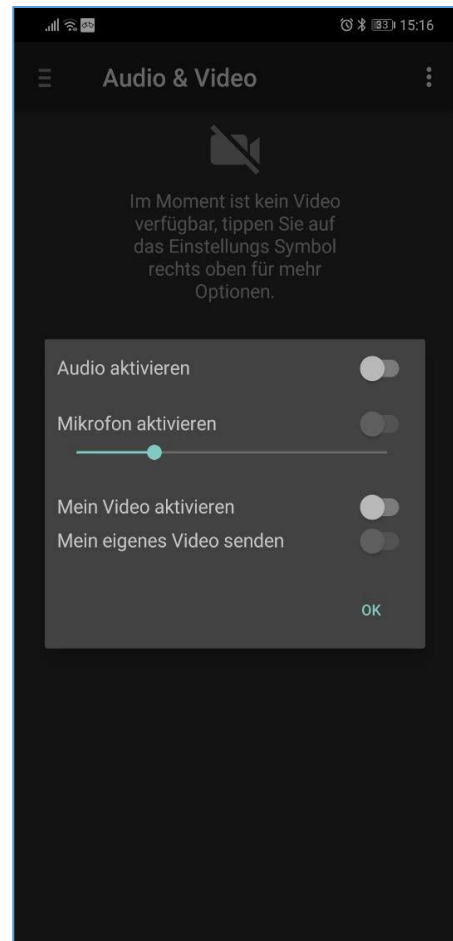 33 15:16
Audio & Video
Im Moment ist kein Video
verfügbar, tippen Sie auf
das Einstellungs Symbol
rechts oben für mehr
Optionen.
Audio aktivieren
Mikrofon aktivieren
Mein Video aktivieren
Mein eigenes Video senden
OK